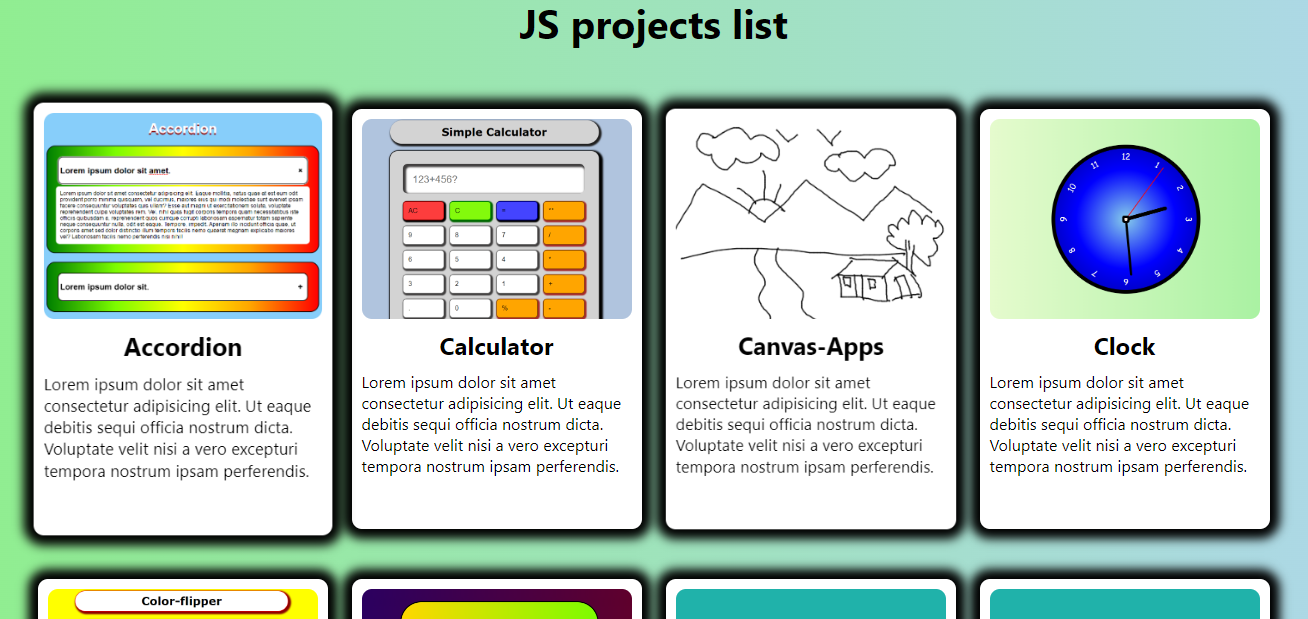 JS projects list
Accordion
Lorem ipsum dolor sit amet. ×
Lorem ipsum dolor sit. +
Accordion
Lorem ipsum dolor sit amet
consectetur adipisicing elit. Ut eaque
debitis sequi officia nostrum dicta.
Voluptate velit nisi a vero excepturi
tempora nostrum ipsam perferendis.
Simple Calculator
123+456?
AC C = **
9 8 7 /
6 5 4 *
3 2 1 +
. 0 % -
Calculator
Lorem ipsum dolor sit amet
consectetur adipisicing elit. Ut eaque
debitis sequi officia nostrum dicta.
Voluptate velit nisi a vero excepturi
tempora nostrum ipsam perferendis.
Canvas-Apps
Lorem ipsum dolor sit amet
consectetur adipisicing elit. Ut eaque
debitis sequi officia nostrum dicta.
Voluptate velit nisi a vero excepturi
tempora nostrum ipsam perferendis.
12
1
2
3
4
5
6
7
8
9
10
11
Clock
Lorem ipsum dolor sit amet
consectetur adipisicing elit. Ut eaque
debitis sequi officia nostrum dicta.
Voluptate velit nisi a vero excepturi
tempora nostrum ipsam perferendis.
Color-flipper